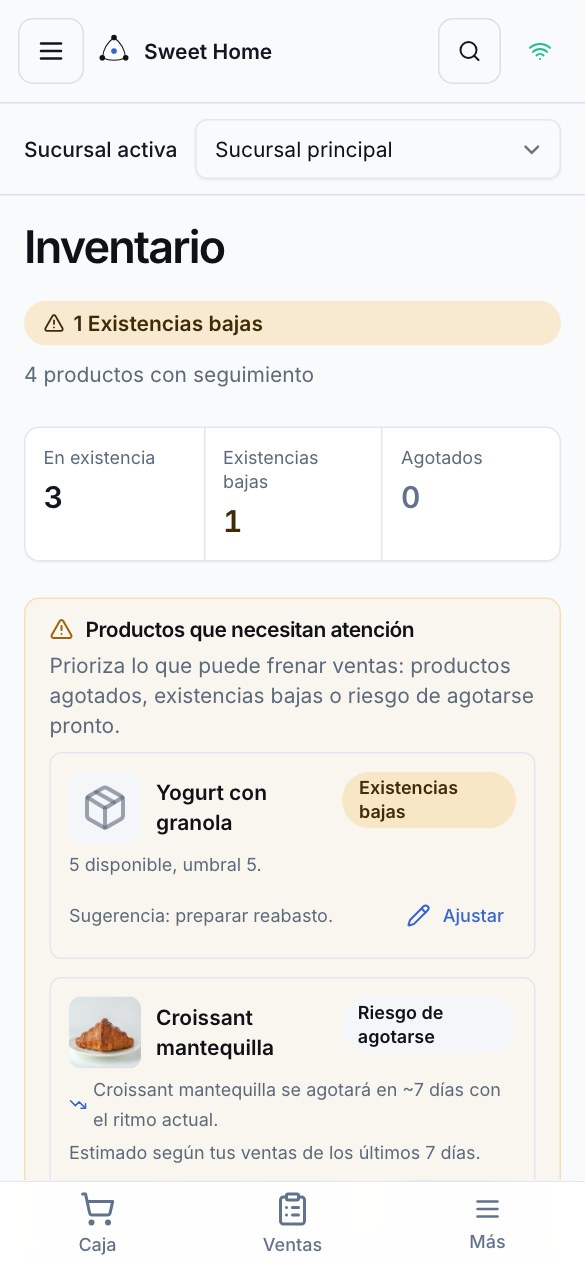 Sweet Home
Sucursal activa
Sucursal principal
Inventario
1 Existencias bajas
4 productos con seguimiento
En existencia
3
Existencias
bajas
1
Agotados
0
Productos que necesitan atención
Prioriza lo que puede frenar ventas: productos
agotados, existencias bajas o riesgo de agotarse
pronto.
Yogurt con
granola
Existencias
bajas
5 disponible, umbral 5.
Sugerencia: preparar reabasto.
Ajustar
Croissant
mantequilla
Riesgo de
agotarse
Croissant mantequilla se agotará en ~7 días con
el ritmo actual.
Estimado según tus ventas de los últimos 7 días.
Caja
Ventas
Más